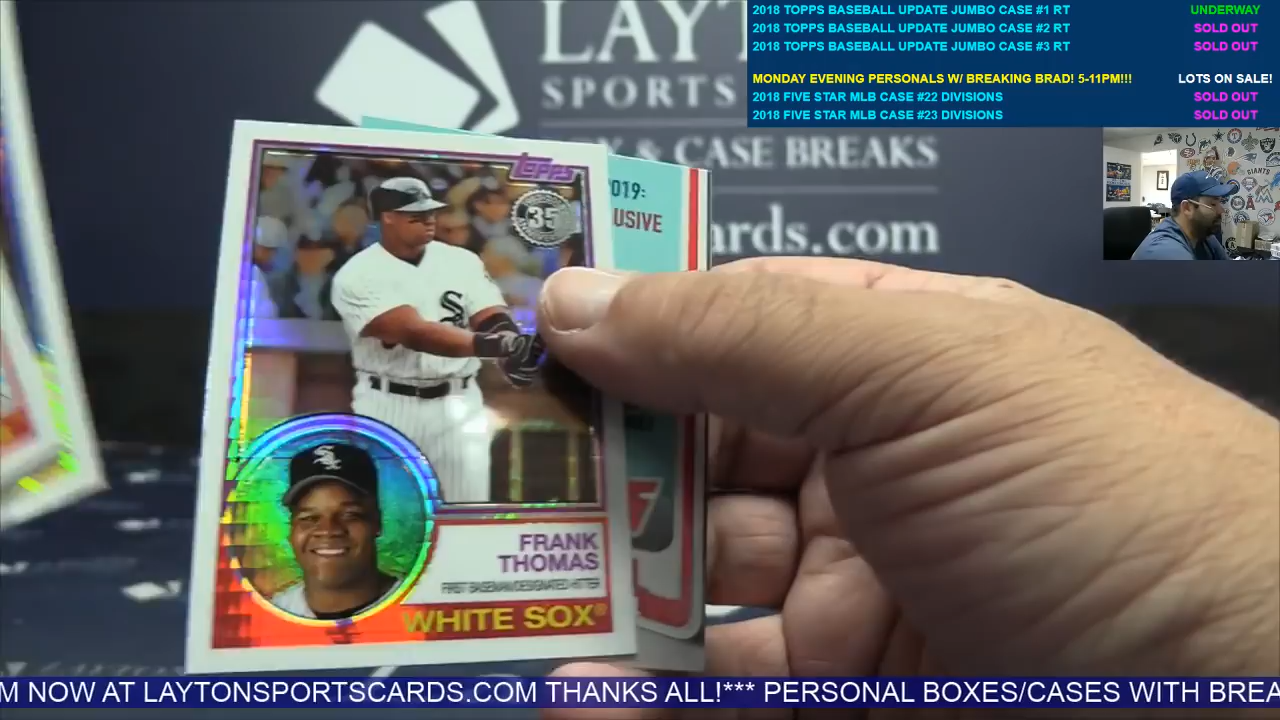 2018 TOPPS BASEBALL UPDATE JUMBO CASE #1 RT UNDERWAY
2018 TOPPS BASEBALL UPDATE JUMBO CASE #2 RT SOLD OUT
2018 TOPPS BASEBALL UPDATE JUMBO CASE #3 RT SOLD OUT
MONDAY EVENING PERSONALS W/ BREAKING BRAD! 5-11PM!!! LOTS ON SALE!
2018 FIVE STAR MLB CASE #22 DIVISIONS SOLD OUT
2018 FIVE STAR MLB CASE #23 DIVISIONS SOLD OUT
LAYT
SPORTS
& CASE BREAKS
ards.com
topps
35
2019:
USIVE
FRANK
THOMAS
FIRST BASEMAN/DESIGNATED HITTER
WHITE SOX®
M NOW AT LAYTONSPORTSCARDS.COM THANKS ALL!*** PERSONAL BOXES/CASES WITH BREA